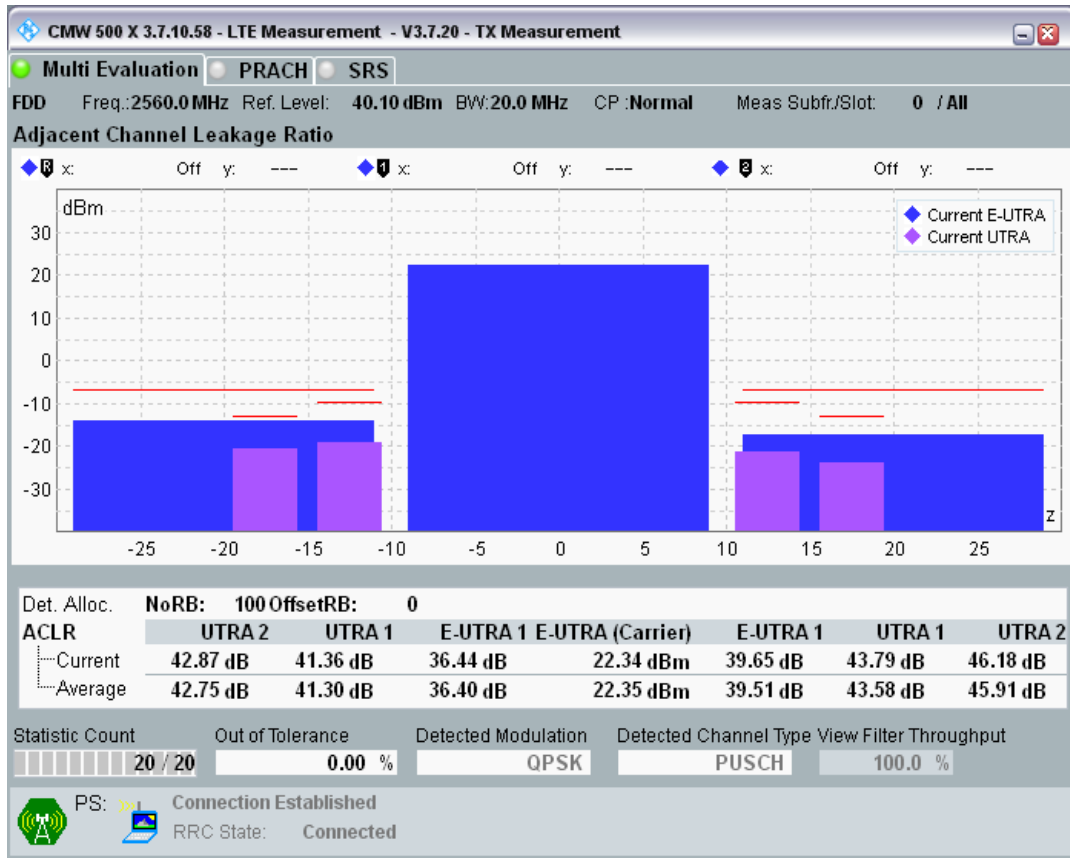 CMW 500 X 3.7.10.58 - LTE Measurement - V3.7.20 - TX Measurement
Multi Evaluation PRACH SRS
FDD Freq.:2560.0 MHz Ref. Level: 40.10 dBm BW:20.0 MHz CP :Normal Meas Subfr./Slot: 0 / All
Adjacent Channel Leakage Ratio
R x: Off y: --- 1 x: Off y: --- 2 x: Off y: ---
dBm
Current E-UTRA
Current UTRA
30
20
10
0
-10
-20
-30
z
-25 -20 -15 -10 -5 0 5 10 15 20 25
Det. Alloc. NoRB: 100 OffsetRB: 0
ACLR UTRA 2 UTRA 1 E-UTRA 1 E-UTRA (Carrier) E-UTRA 1 UTRA 1 UTRA 2
Current 42.87 dB 41.36 dB 36.44 dB 22.34 dBm 39.65 dB 43.79 dB 46.18 dB
Average 42.75 dB 41.30 dB 36.40 dB 22.35 dBm 39.51 dB 43.58 dB 45.91 dB
Statistic Count Out of Tolerance Detected Modulation Detected Channel Type View Filter Throughput
20 / 20 0.00 % QPSK PUSCH 100.0 %
PS: Connection Established
RRC State: Connected